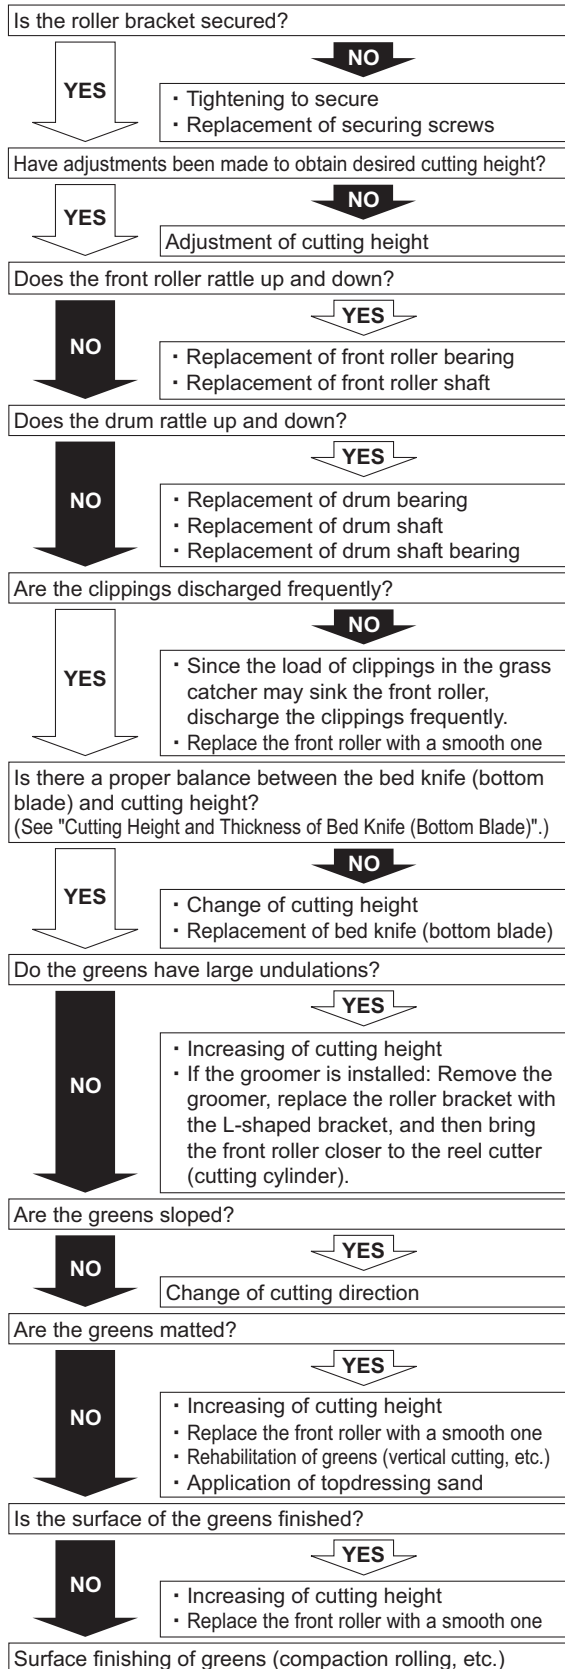 Is the roller bracket secured?
NO
YES
・Tightening to secure
・Replacement of securing screws
Have adjustments been made to obtain desired cutting height?
NO
YES
Adjustment of cutting height
Does the front roller rattle up and down?
YES
NO
・Replacement of front roller bearing
・Replacement of front roller shaft
Does the drum rattle up and down?
YES
NO
・Replacement of drum bearing
・Replacement of drum shaft
・Replacement of drum shaft bearing
Are the clippings discharged frequently?
NO
YES
・Since the load of clippings in the grass
catcher may sink the front roller,
discharge the clippings frequently.
・Replace the front roller with a smooth one
Is there a proper balance between the bed knife (bottom
blade) and cutting height?
(See "Cutting Height and Thickness of Bed Knife (Bottom Blade)".)
NO
YES
・Change of cutting height
・Replacement of bed knife (bottom blade)
Do the greens have large undulations?
YES
NO
・Increasing of cutting height
・If the groomer is installed: Remove the
groomer, replace the roller bracket with
the L-shaped bracket, and then bring
the front roller closer to the reel cutter
(cutting cylinder).
Are the greens sloped?
YES
NO
Change of cutting direction
Are the greens matted?
YES
NO
・Increasing of cutting height
・Replace the front roller with a smooth one
・Rehabilitation of greens (vertical cutting, etc.)
・Application of topdressing sand
Is the surface of the greens finished?
YES
NO
・Increasing of cutting height
・Replace the front roller with a smooth one
Surface finishing of greens (compaction rolling, etc.)